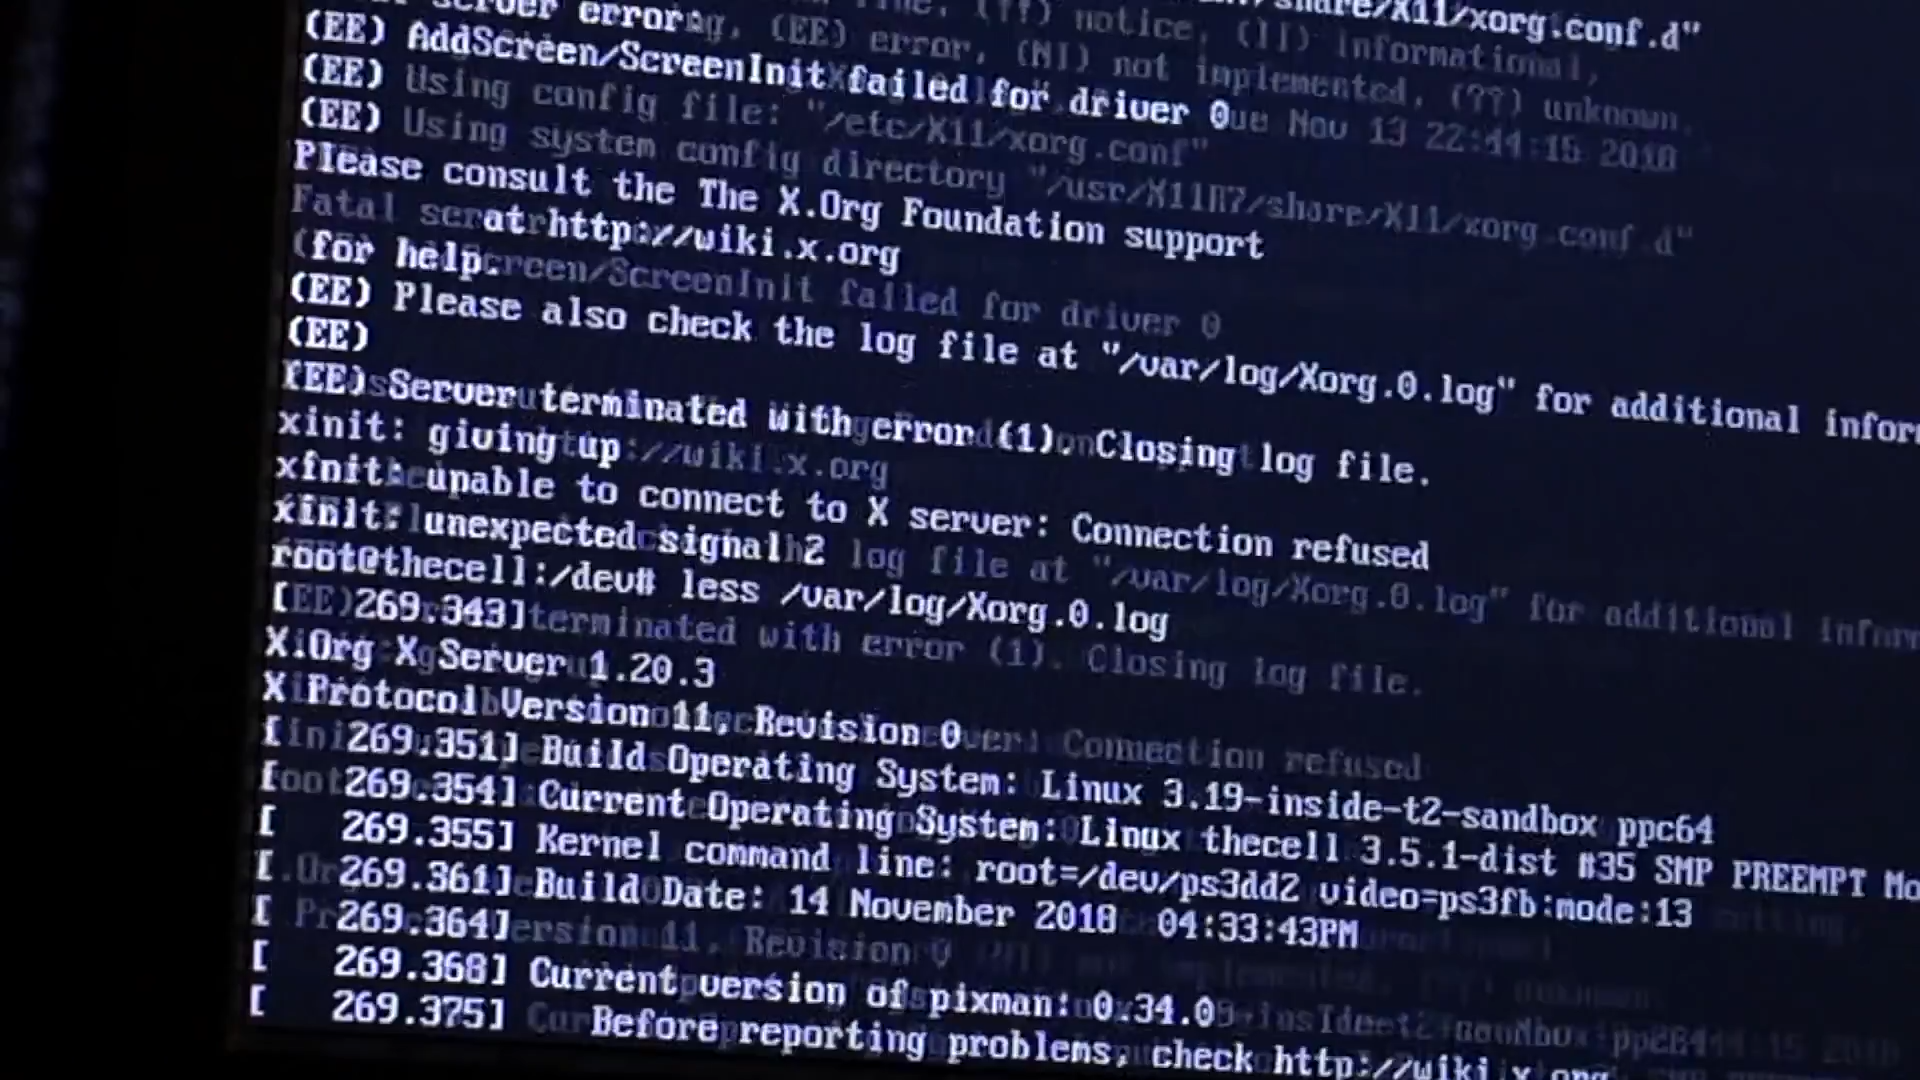 server error
(EE) AddScreen/ScreenInit failed for driver 0
(EE)
(EE)
Please consult the The X.Org Foundation support
at http://wiki.x.org
for help.
(EE) Please also check the log file at "/var/log/Xorg.0.log" for additional
(EE)
(EE) Server terminated with error (1). Closing log file.
xinit: giving up
xinit: unable to connect to X server: Connection refused
xinit: unexpected signal 2
root@thecell:/dev# less /var/log/Xorg.0.log
[ 269.343]
X.Org X Server 1.20.3
X Protocol Version 11, Revision 0
[ 269.351] Build Operating System: Linux 3.19-inside-t2-sandbox ppc64
[ 269.354] Current Operating System: Linux thecell 3.5.1-dist #35 SMP PREEMPT Mo
[ 269.355] Kernel command line: root=/dev/ps3dd2 video=ps3fb:mode:13
[ 269.361] Build Date: 14 November 2018 04:33:43PM
[ 269.364]
[ 269.368] Current version of pixman: 0.34.0
[ 269.375] Before reporting problems, check http://wiki.x.org